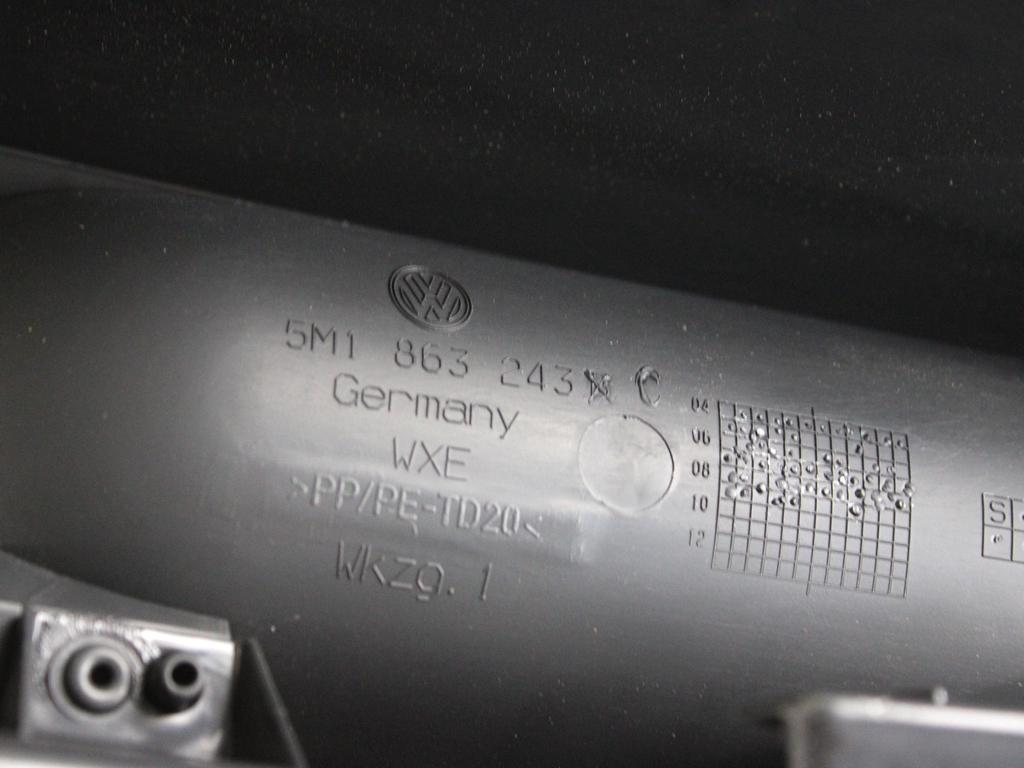 5M1 863 243 C
Germany
WXE
>PP/PE-TD20<
WKZg. 1
04
06
08
10
12
S